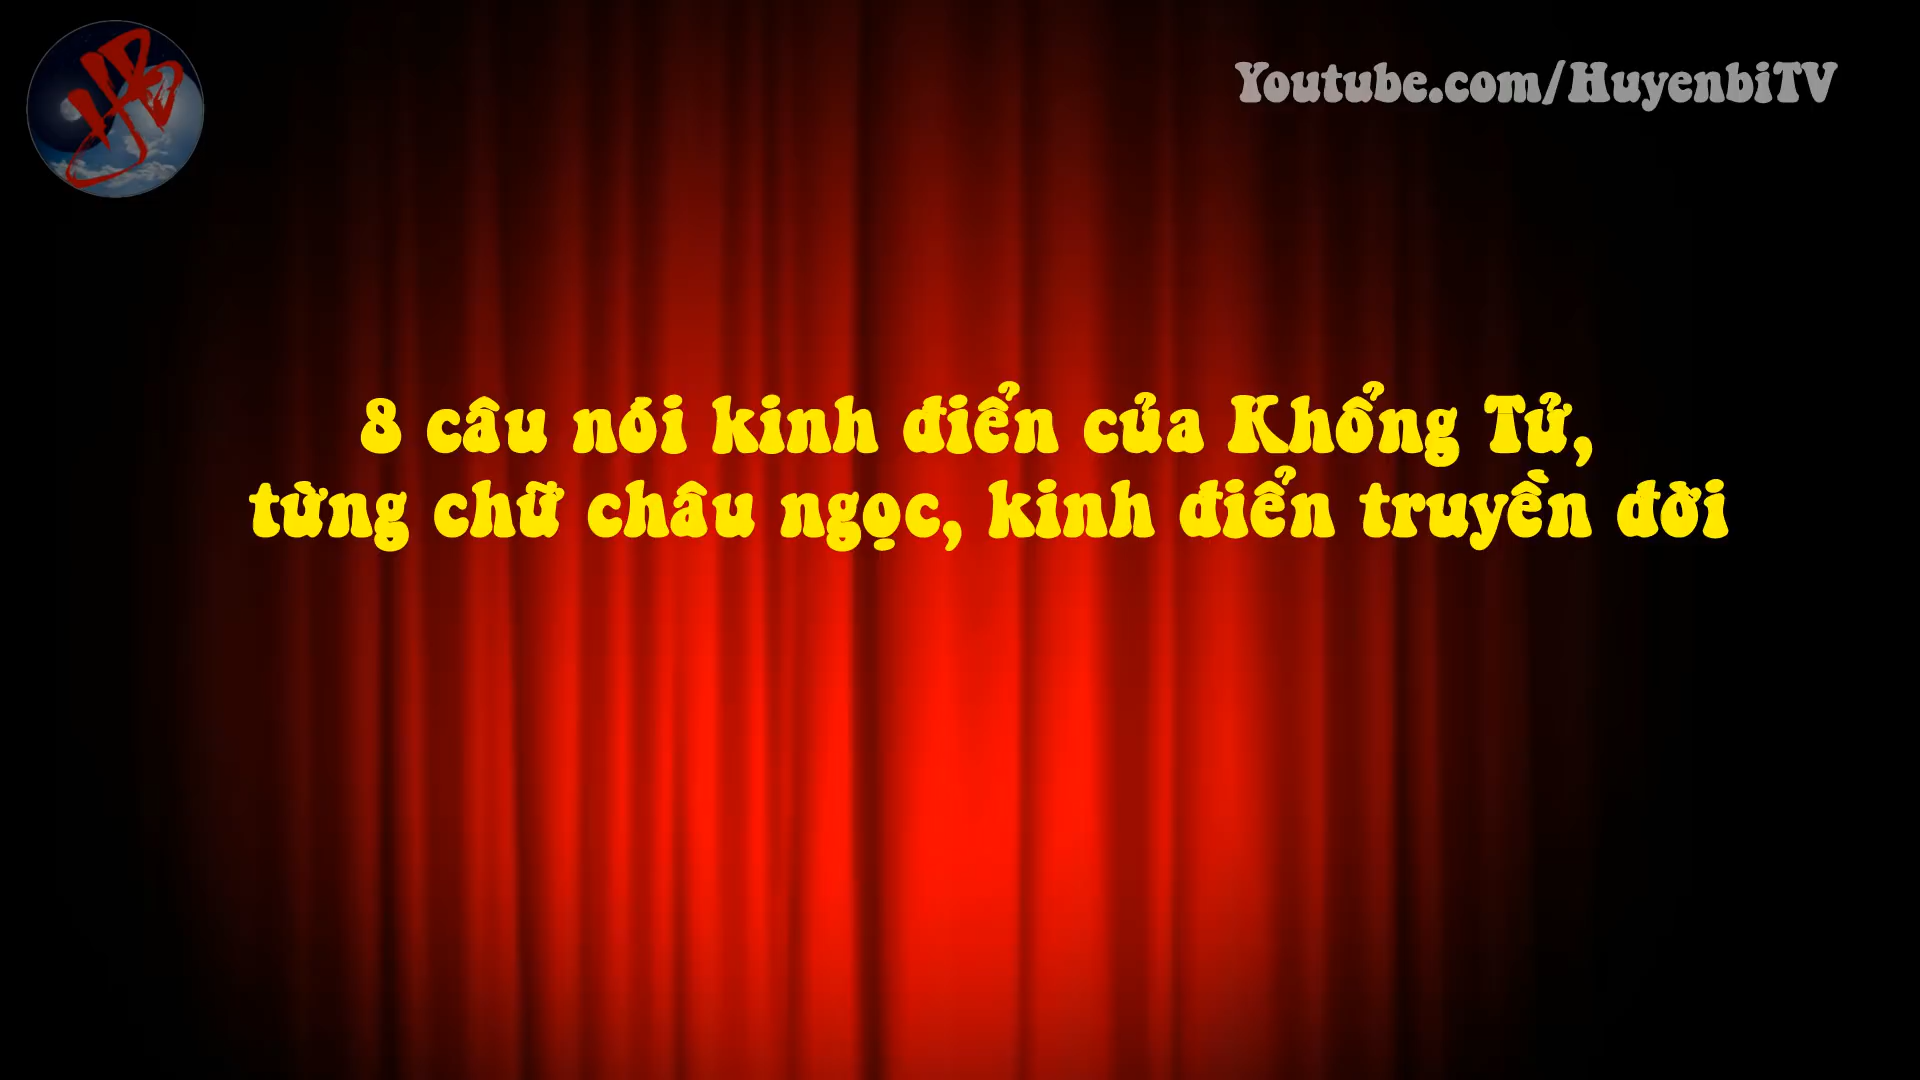 Youtube.com/HuyenbiTV
8 câu nói kinh điển của Khổng Tử,
từng chữ châu ngọc, kinh điển truyền đời